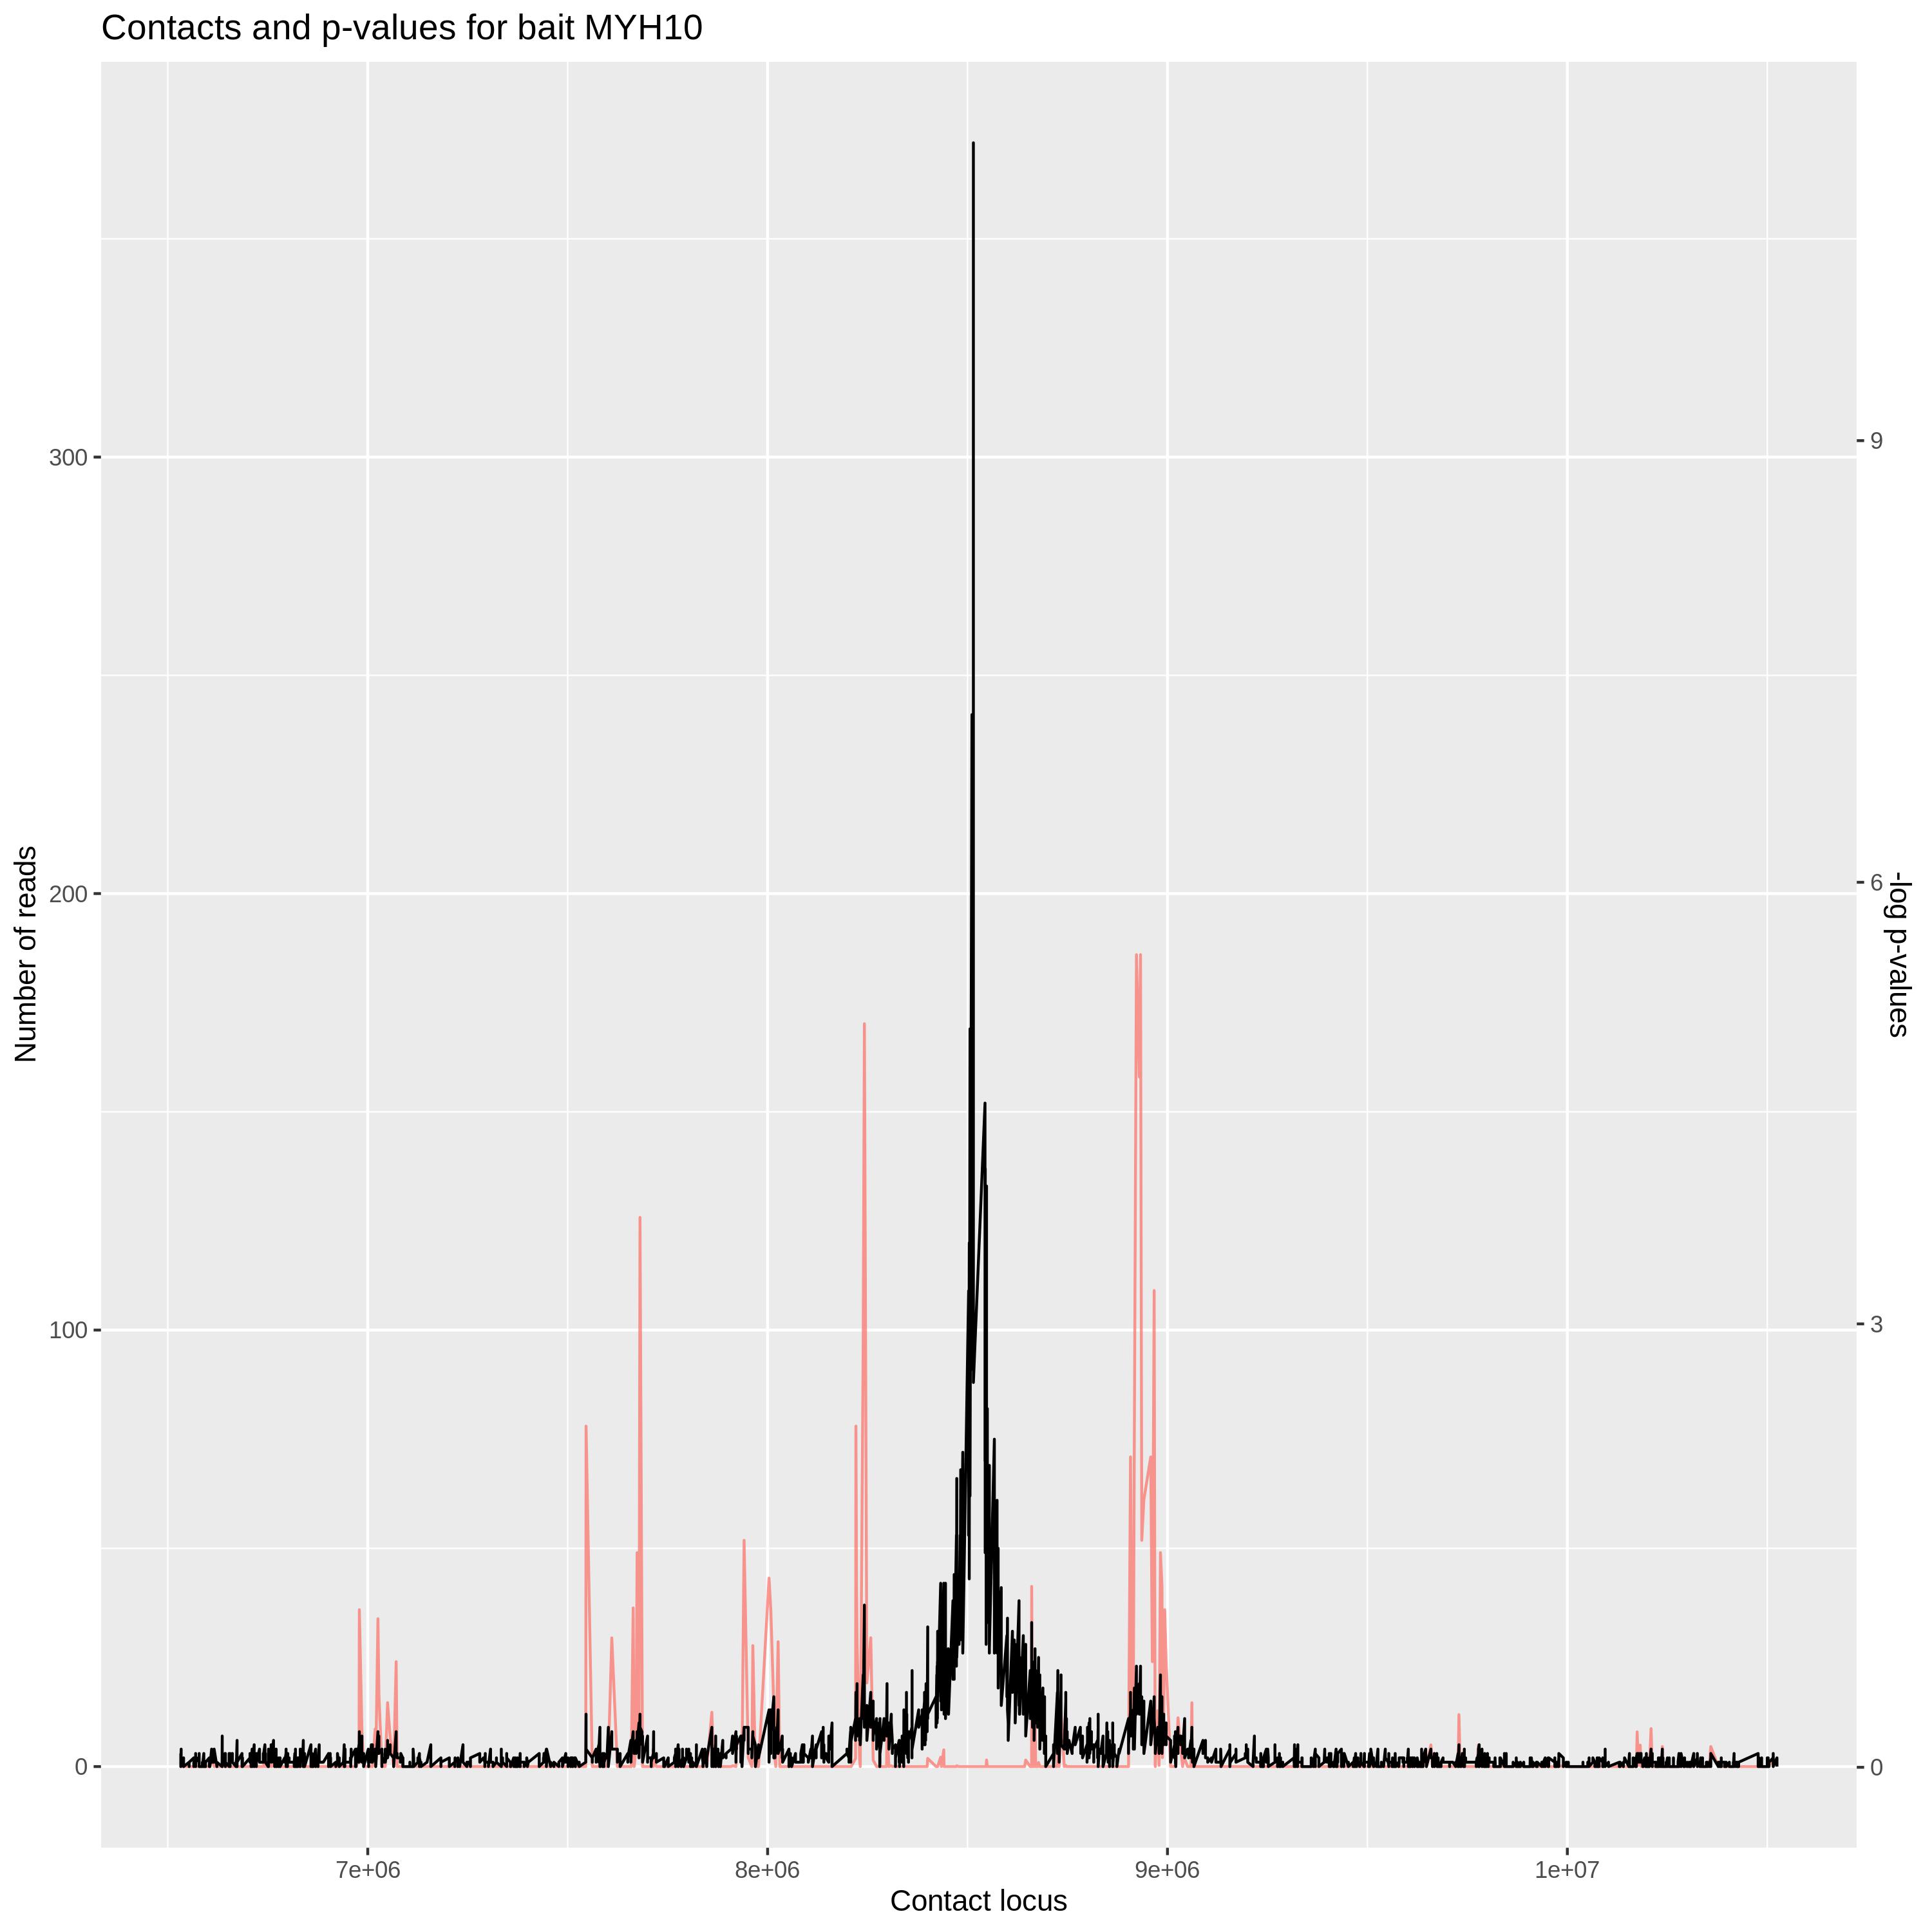 Contacts and p-values for bait MYH10
Number of reads
300
200
100
0
9
6
3
0
-log p-values
7e+06
8e+06
9e+06
1e+07
Contact locus